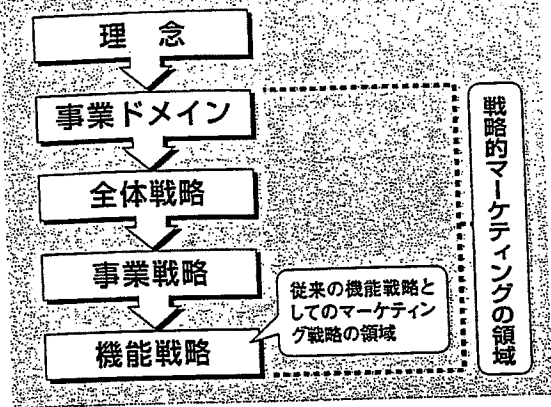 理 念
事業ドメイン
全体戦略
事業戦略
機能戦略
従来の機能戦略と
してのマーケティン
グ戦略の領域
戦略的マーケティングの領域